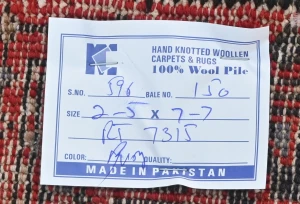 HAND KNOTTED WOOLLEN
CARPETS & RUGS
100% Wool Pile
S.NO. 596 BALE NO. 150
SIZE 2-5 x 7-7
7315
COLOR: QUALITY:
MADE IN PAKISTAN